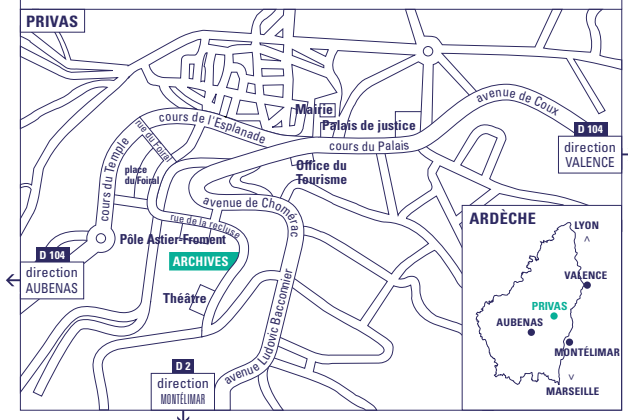 PRIVAS
avenue de Coux
Mairie
cours de l'Esplanade
Palais de justice
D 104
direction
VALENCE
rue du Foiral
cours du Palais
cours du Temple
place
du Foiral
Office du
Tourisme
avenue de Chomérac
rue de la recluse
Pôle Astier-Froment
ARCHIVES
D 104
direction
AUBENAS
Théâtre
avenue Ludovic Bacconnier
D 2
direction
MONTÉLIMAR
ARDÈCHE
LYON
VALENCE
PRIVAS
AUBENAS
MONTÉLIMAR
MARSEILLE